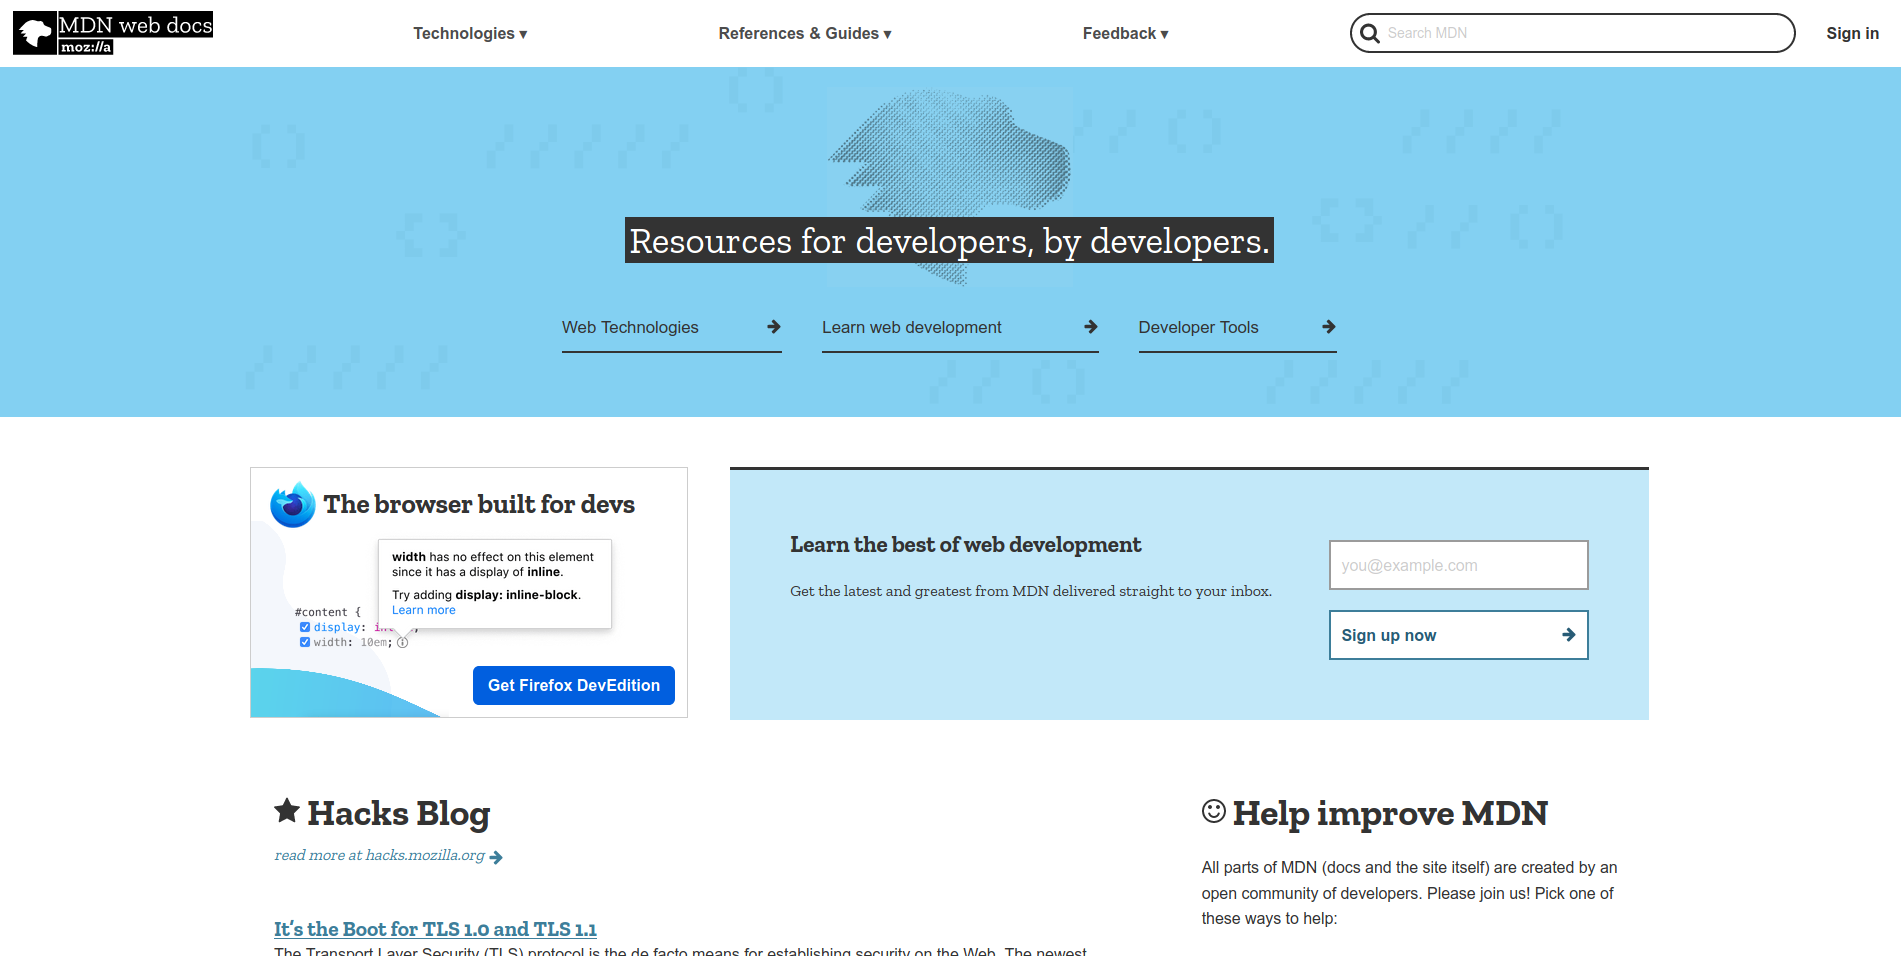 MDN web docs
moz://a
Technologies ▾
References & Guides ▾
Feedback ▾
Search MDN
Sign in
Resources for developers, by developers.
Web Technologies
Learn web development
Developer Tools
The browser built for devs
width has no effect on this element
since it has a display of inline.
Try adding display: inline-block.
Learn more
#content {
display:
width: 10em;
Get Firefox DevEdition
Learn the best of web development
Get the latest and greatest from MDN delivered straight to your inbox.
you@example.com
Sign up now
Hacks Blog
read more at hacks.mozilla.org
It's the Boot for TLS 1.0 and TLS 1.1
The Transport Layer Security (TLS) protocol is the de facto means for establishing security on the Web. The newest
Help improve MDN
All parts of MDN (docs and the site itself) are created by an
open community of developers. Please join us! Pick one of
these ways to help: